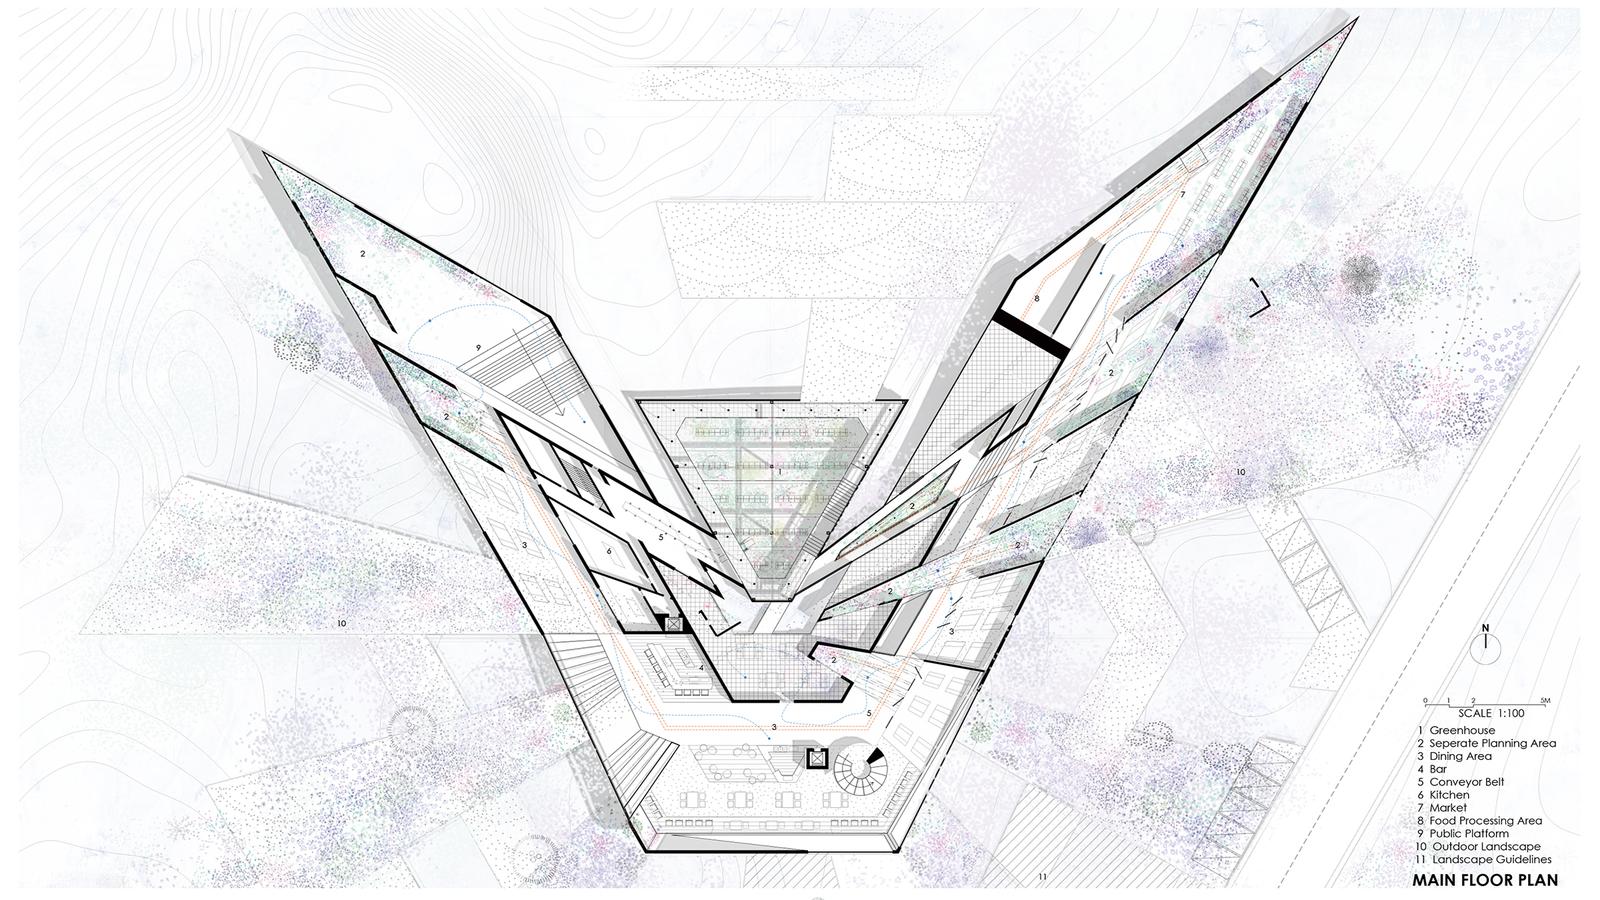 7
2
8
9
2
2
10
1
2
5
3
6
2
2
10
3
N
2
4
5
3
0 1 2 5M
SCALE 1:100
1 Greenhouse
2 Seperate Planning Area
3 Dining Area
4 Bar
5 Conveyor Belt
6 Kitchen
7 Market
8 Food Processing Area
9 Public Platform
10 Outdoor Landscape
11 Landscape Guidelines
11
MAIN FLOOR PLAN